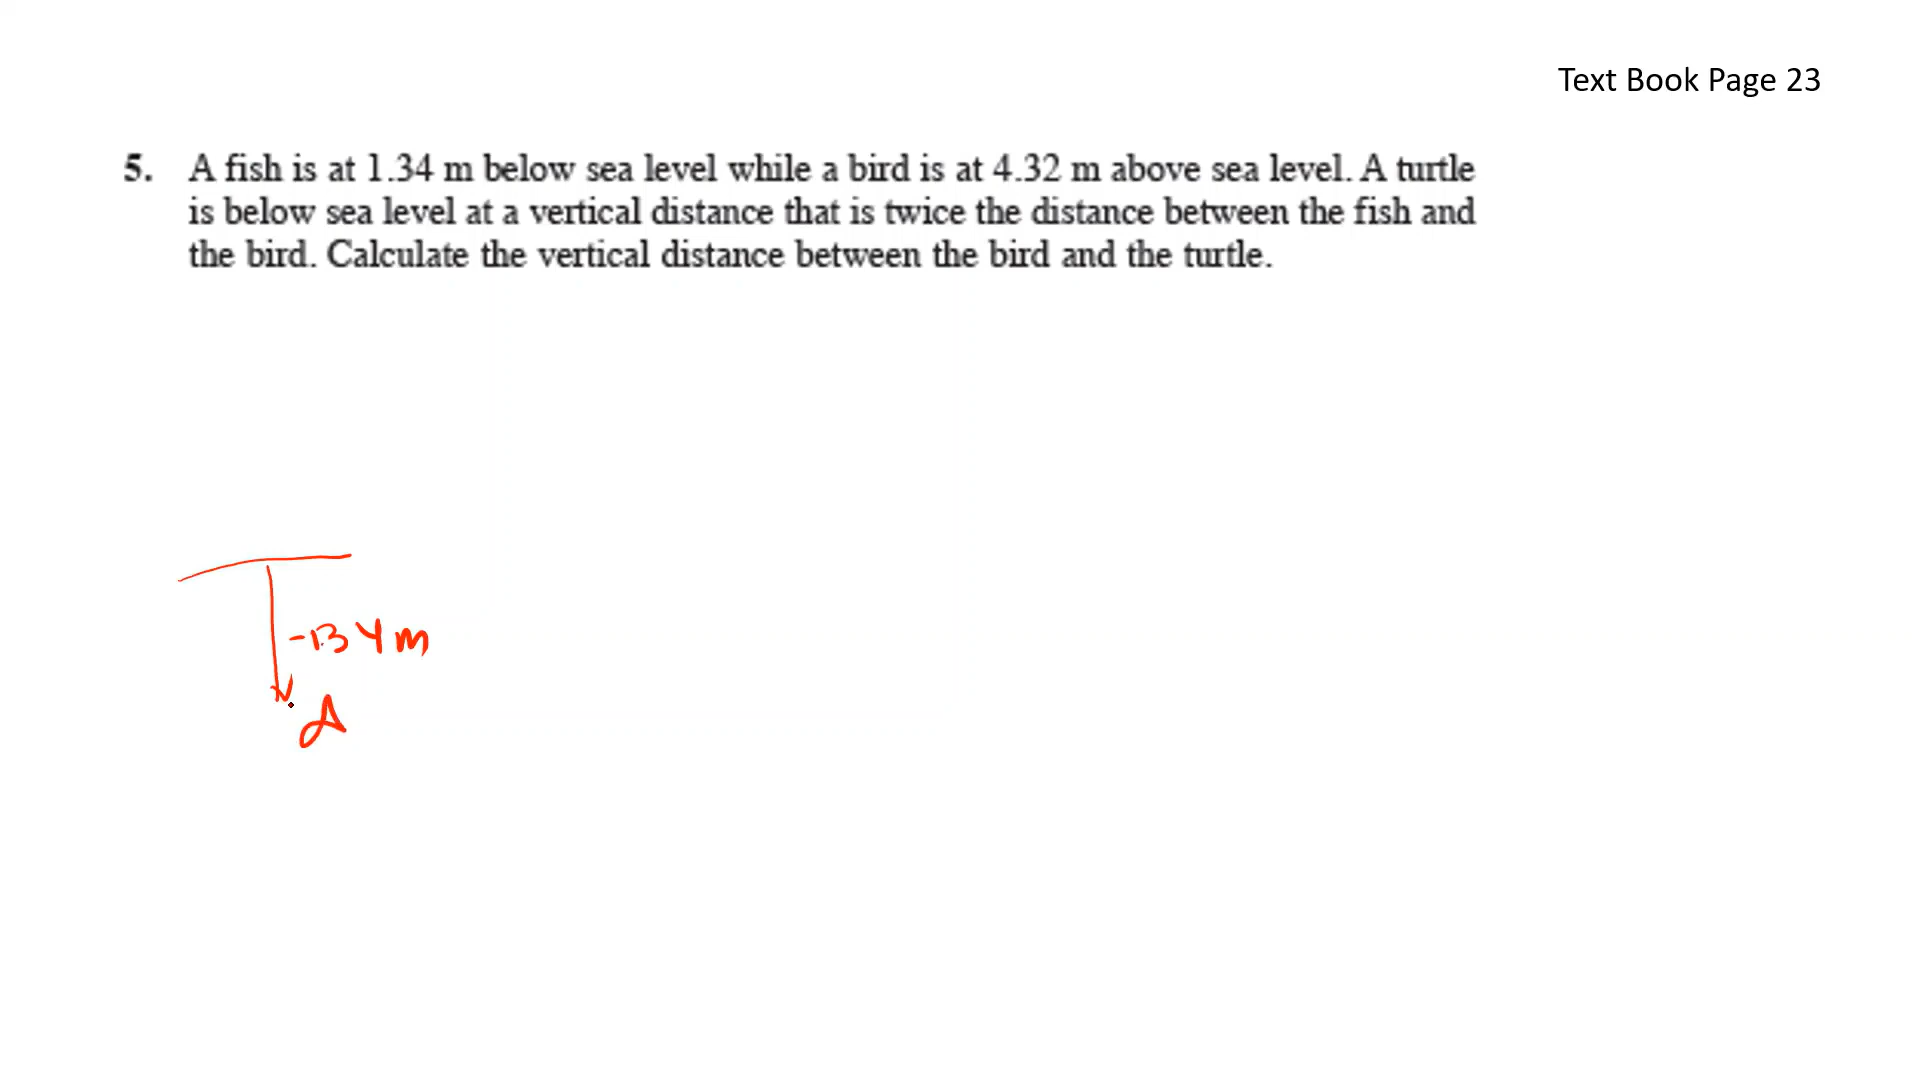 Text Book Page 23
5. A fish is at 1.34 m below sea level while a bird is at 4.32 m above sea level. A turtle
is below sea level at a vertical distance that is twice the distance between the fish and
the bird. Calculate the vertical distance between the bird and the turtle.
-1.34 m
A